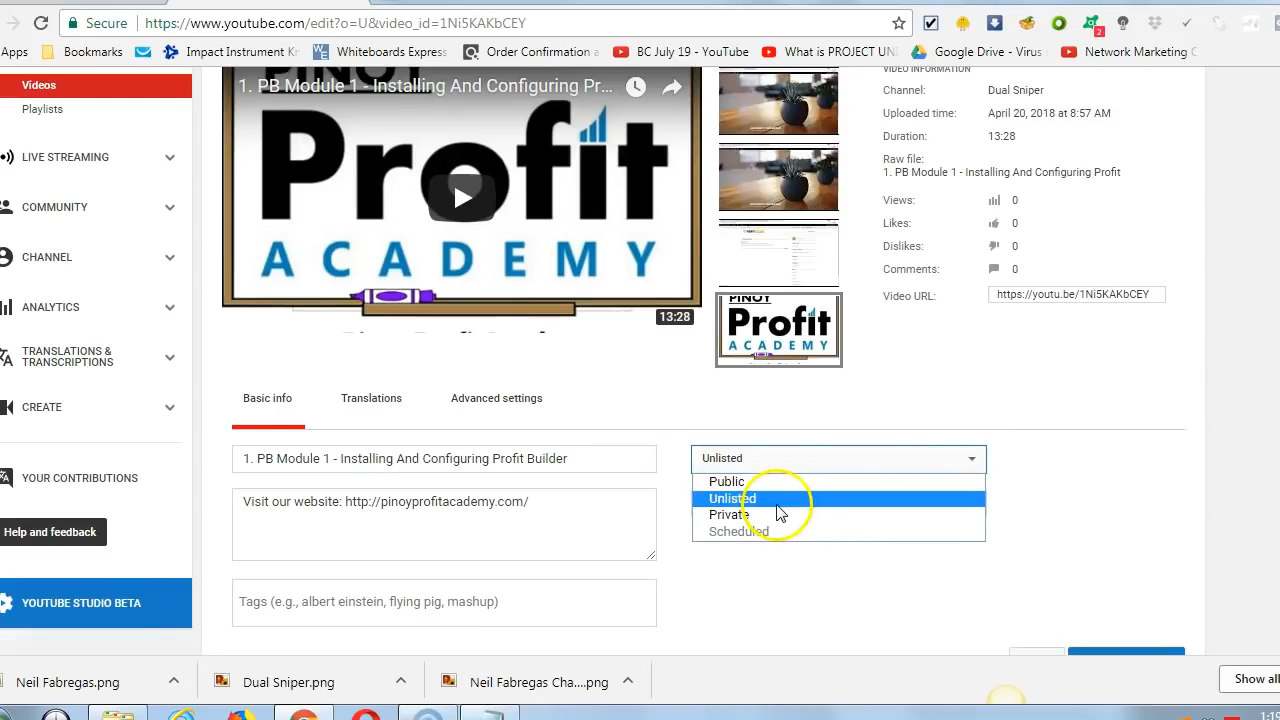 Secure https://www.youtube.com/edit?o=U&video_id=1Ni5KAKbCEY
2
Apps Bookmarks Impact Instrument Kr Whiteboards Express Order Confirmation a BC July 19 - YouTube What is PROJECT UNI Google Drive - Virus Network Marketing C
Videos
Playlists
LIVE STREAMING
COMMUNITY
CHANNEL
ANALYTICS
TRANSLATIONS &
TRANSCRIPTIONS
CREATE
YOUR CONTRIBUTIONS
Help and feedback
YOUTUBE STUDIO BETA
PINOY
1. PB Module 1 - Installing And Configuring Pr...
Profit
ACADEMY
13:28
PINOY
Profit
ACADEMY
VIDEO INFORMATION
Channel: Dual Sniper
Uploaded time: April 20, 2018 at 8:57 AM
Duration: 13:28
Raw file:
1. PB Module 1 - Installing And Configuring Profit
Views: 0
Likes: 0
Dislikes: 0
Comments: 0
Video URL: https://youtu.be/1Ni5KAKbCEY
Basic info Translations Advanced settings
1. PB Module 1 - Installing And Configuring Profit Builder
Visit our website: http://pinoyprofitacademy.com/
Tags (e.g., albert einstein, flying pig, mashup)
Unlisted
Public
Unlisted
Private
Scheduled
Neil Fabregas.png Dual Sniper.png Neil Fabregas Cha....png Show all